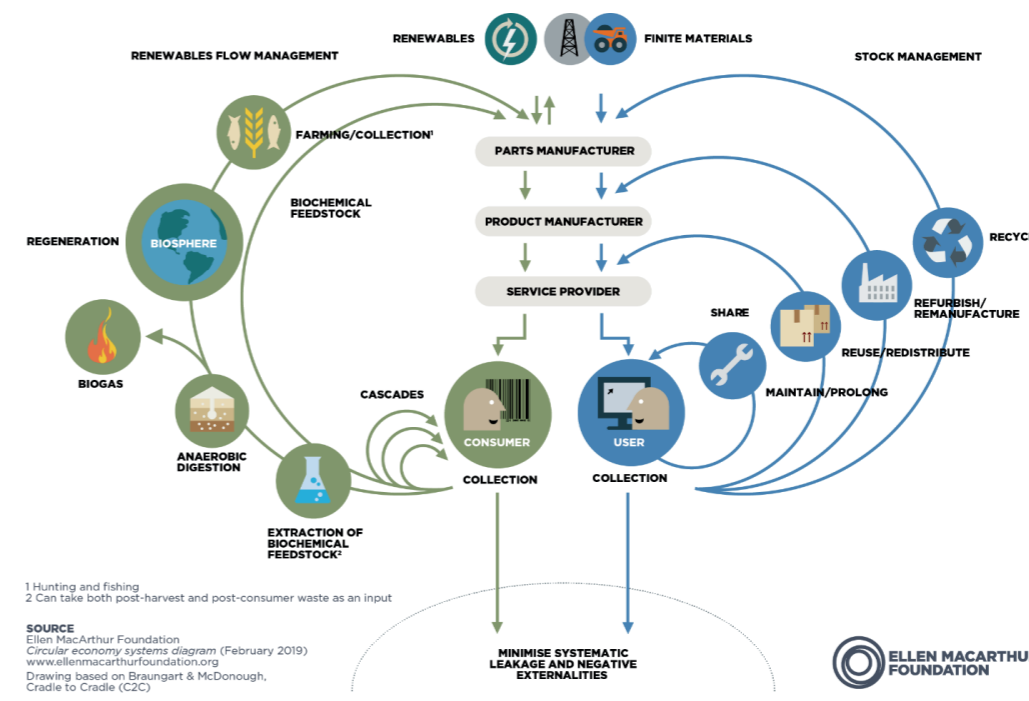 RENEWABLES
FINITE MATERIALS
RENEWABLES FLOW MANAGEMENT
STOCK MANAGEMENT
FARMING/COLLECTION¹
PARTS MANUFACTURER
BIOCHEMICAL
FEEDSTOCK
PRODUCT MANUFACTURER
REGENERATION
BIOSPHERE
RECYC
SERVICE PROVIDER
SHARE
REFURBISH/
REMANUFACTURE
REUSE/REDISTRIBUTE
BIOGAS
CASCADES
MAINTAIN/PROLONG
CONSUMER
USER
ANAEROBIC
DIGESTION
COLLECTION
COLLECTION
EXTRACTION OF
BIOCHEMICAL
FEEDSTOCK²
1 Hunting and fishing
2 Can take both post-harvest and post-consumer waste as an input
SOURCE
Ellen MacArthur Foundation
Circular economy systems diagram (February 2019)
www.ellenmacarthurfoundation.org
Drawing based on Braungart & McDonough,
Cradle to Cradle (C2C)
MINIMISE SYSTEMATIC
LEAKAGE AND NEGATIVE
EXTERNALITIES
ELLEN MACARTHU
FOUNDATION